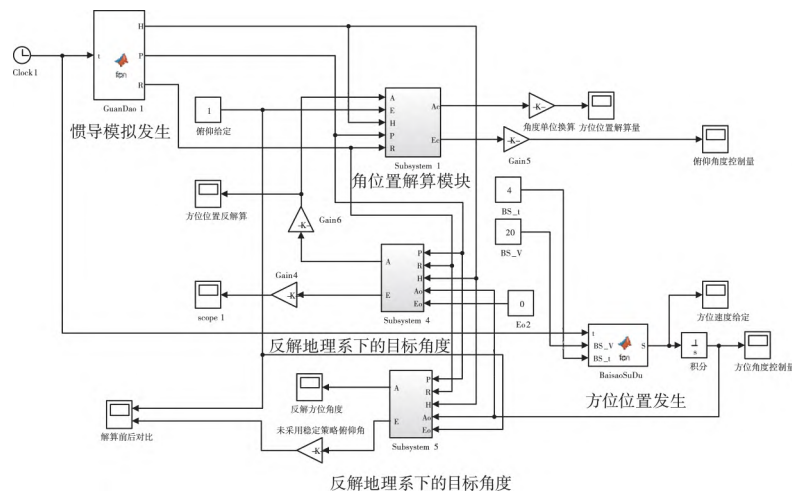 Clock1
t
fcn
H
P
R
GuanDao 1
惯导模拟发生
1
俯仰给定
A
E
H
P
R
Ac
Ec
Subsystem 1
角位置解算模块
-K-
角度单位换算
方位位置解算量
-K-
Gain5
俯仰角度控制量
方位位置反解算
-K-
Gain6
4
BS_t
20
BS_V
Gain4
-K
scope 1
A
E
P
R
H
Ao
Eo
Subsystem 4
0
Eo2
反解地理系下的目标角度
t
BS_V
BS_t
fcn
S
BaisaoSuDu
方位速度给定
1
s
积分
方位角度控制量
方位位置发生
反解方位角度
A
E
P
R
H
Ao
Eo
Subsystem 5
未采用稳定策略俯仰角
-K
解算前后对比
反解地理系下的目标角度